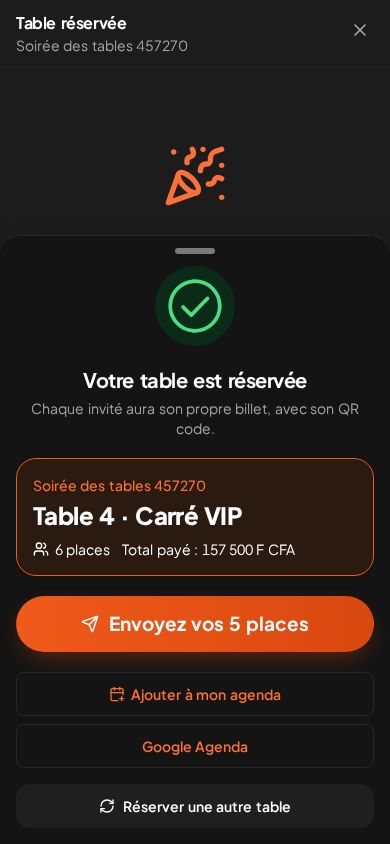 Table réservée
Soirée des tables 457270
Votre table est réservée
Chaque invité aura son propre billet, avec son QR
code.
Soirée des tables 457270
Table 4 · Carré VIP
6 places Total payé : 157 500 F CFA
Envoyez vos 5 places
Ajouter à mon agenda
Google Agenda
Réserver une autre table